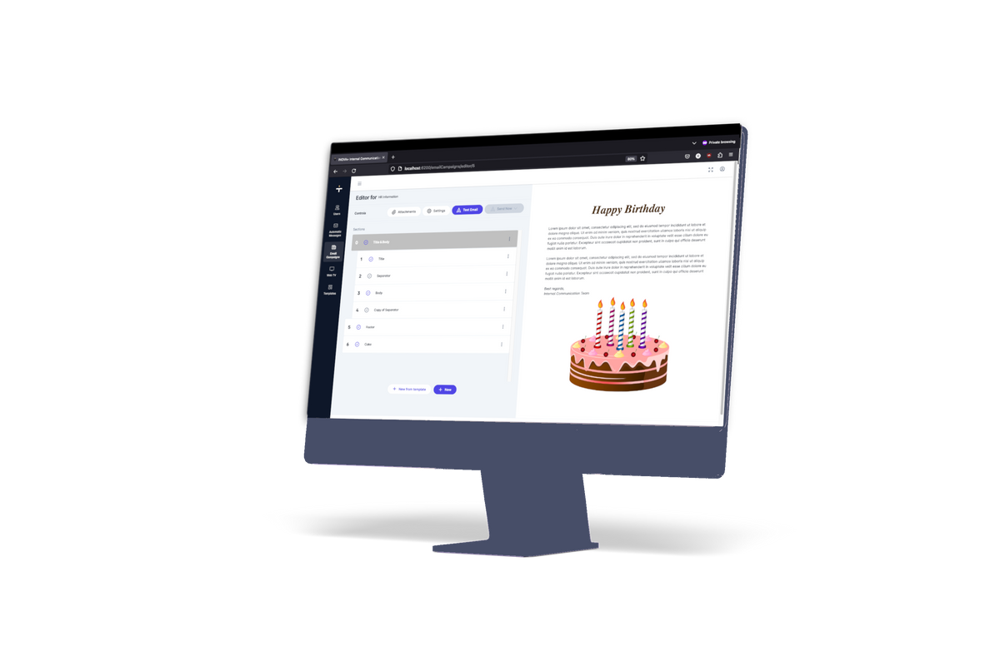 INOVA+ Internal Communicatio
Private browsing
localhost:8200/emailCampaigns/editor/5
80%
Users
Automatic
Messages
Email
Campaigns
Web TV
Templates
Editor for HR Information
Controls
Attachments
Settings
Test Email
Send Now
Sections
0 Title & Body
1 Title
2 Separator
3 Body
4 Copy of Separator
5 Footer
6 Cake
New from template
New
Happy Birthday
Lorem ipsum dolor sit amet, consectetur adipiscing elit, sed do eiusmod tempor incididunt ut labore et
dolore magna aliqua. Ut enim ad minim veniam, quis nostrud exercitation ullamco laboris nisi ut aliquip
ex ea commodo consequat. Duis aute irure dolor in reprehenderit in voluptate velit esse cillum dolore eu
fugiat nulla pariatur. Excepteur sint occaecat cupidatat non proident, sunt in culpa qui officia deserunt
mollit anim id est laborum.
Lorem ipsum dolor sit amet, consectetur adipiscing elit, sed do eiusmod tempor incididunt ut labore et
dolore magna aliqua. Ut enim ad minim veniam, quis nostrud exercitation ullamco laboris nisi ut aliquip
ex ea commodo consequat. Duis aute irure dolor in reprehenderit in voluptate velit esse cillum dolore eu
fugiat nulla pariatur. Excepteur sint occaecat cupidatat non proident, sunt in culpa qui officia deserunt
mollit anim id est laborum.
Best regards,
Internal Communication Team